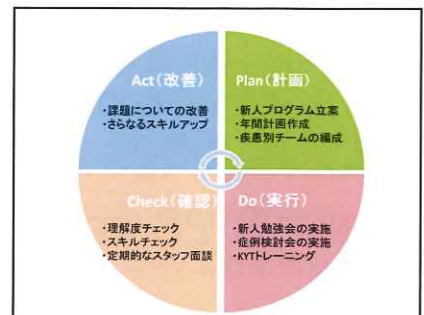 Act(改善)
・課題についての改善
・さらなるスキルアップ
Plan(計画)
・新人プログラム立案
・年間計画作成
・疾患別チームの編成
Check(確認)
・理解度チェック
・スキルチェック
・定期的なスタッフ面談
Do(実行)
・新人勉強会の実施
・症例検討会の実施
・KYTトレーニング